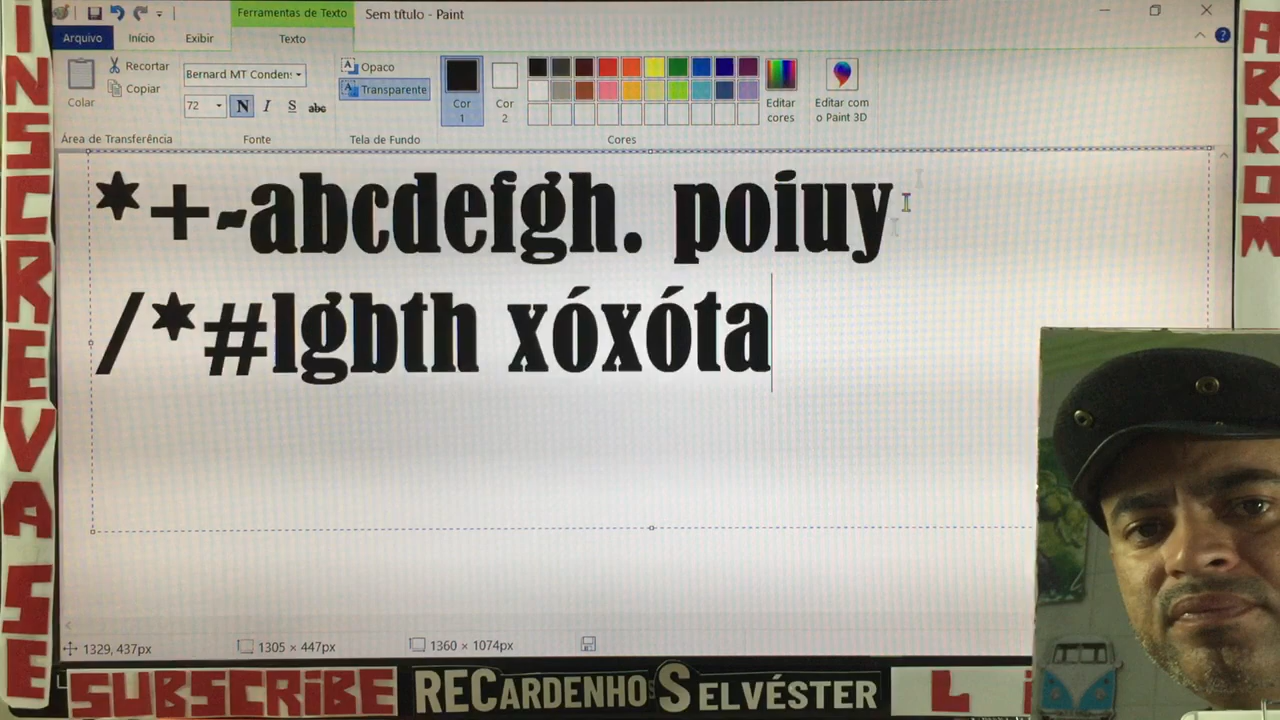 Ferramentas de Texto
Sem título - Paint
Arquivo
Início
Exibir
Texto
Colar
Recortar
Copiar
Área de Transferência
Bernard MT Condens
72
N I S abc
Fonte
Opaco
Transparente
Tela de Fundo
Cor
1
Cor
2
Cores
Editar
cores
Editar com
o Paint 3D
*+-abcdefgh. poiuy
/*#lgbth xóxóta
1329, 437px
1305 × 447px
1360 × 1074px
INSCREVA SE
ARROM
SUBSCRiBE
RECARDENHO SELVÉSTER